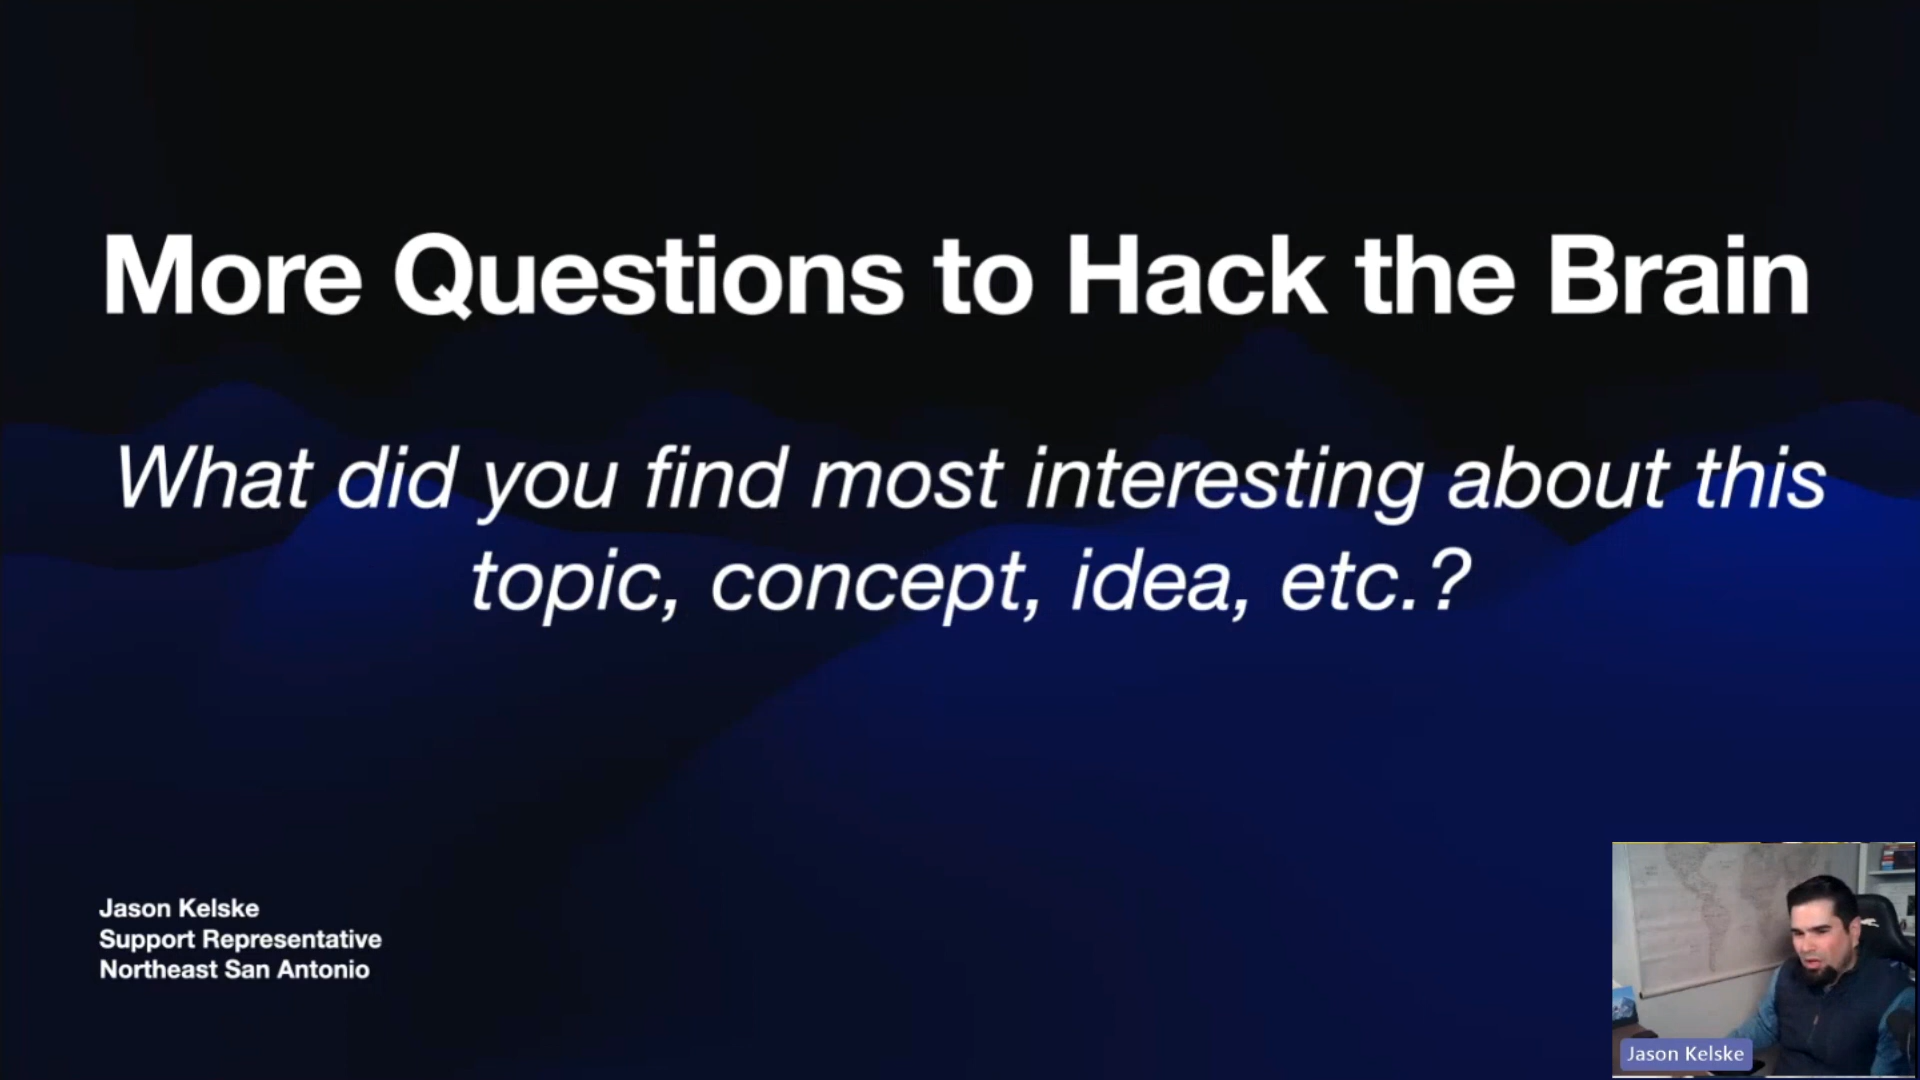 More Questions to Hack the Brain
What did you find most interesting about this
topic, concept, idea, etc.?
Jason Kelske
Support Representative
Northeast San Antonio
Jason Kelske